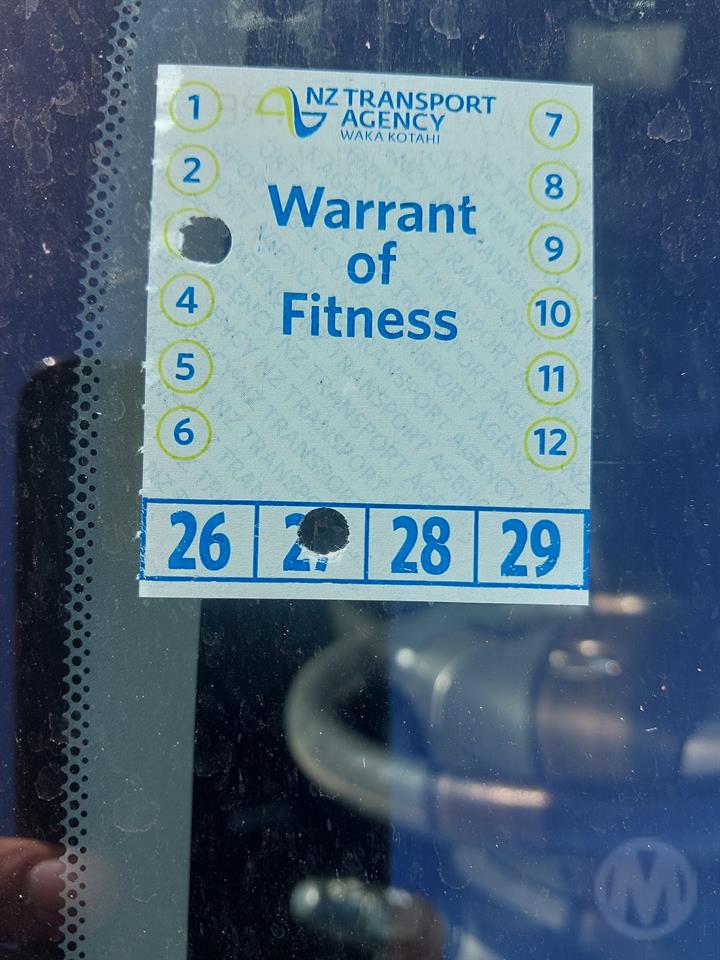 NZ TRANSPORT
AGENCY
WAKA KOTAHI
Warrant
of
Fitness
1
2
4
5
6
7
8
9
10
11
12
26
28
29
M